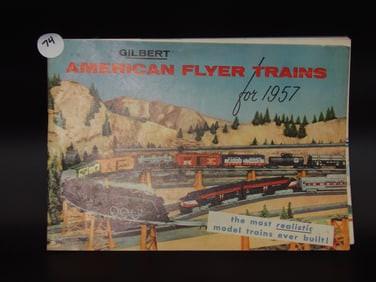 74
GILBERT
AMERICAN FLYER TRAINS
for 1957
the most realistic
model trains ever built!